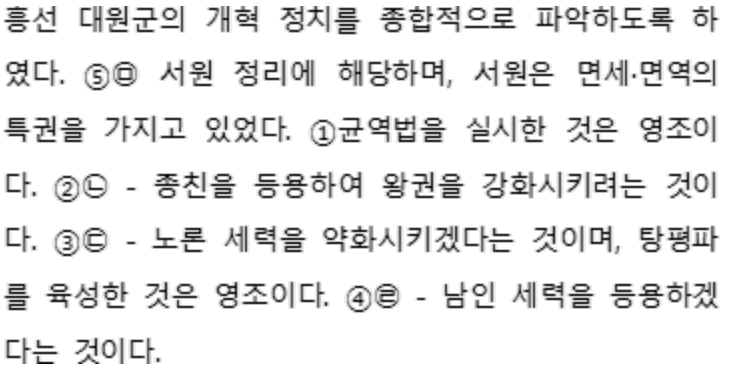 흥선 대원군의 개혁 정치를 종합적으로 파악하도록 하
였다. ⑤㉤ 서원 정리에 해당하며, 서원은 면세·면역의
특권을 가지고 있었다. ①균역법을 실시한 것은 영조이
다. ②㉡ - 종친을 등용하여 왕권을 강화시키려는 것이
다. ③㉢ - 노론 세력을 약화시키겠다는 것이며, 탕평파
를 육성한 것은 영조이다. ④㉣ - 남인 세력을 등용하겠
다는 것이다.